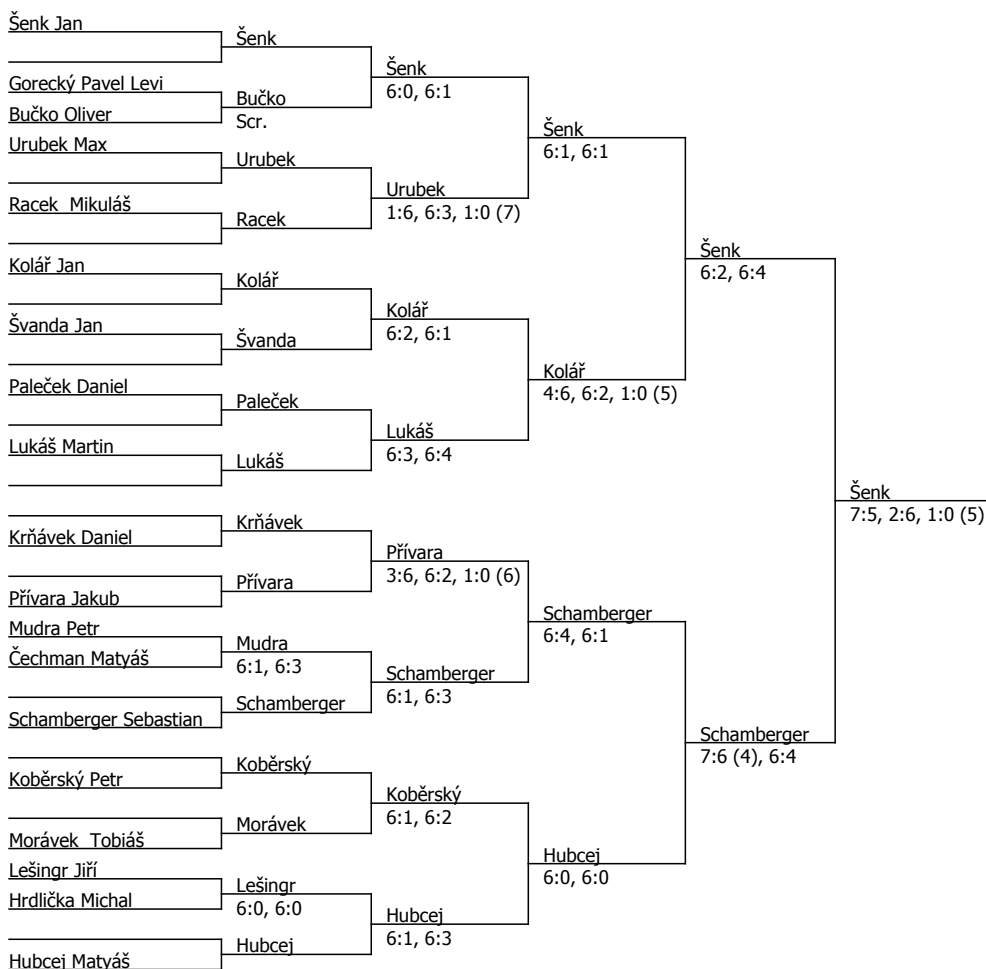 Šenk Jan
Gorecký Pavel Levi
Bučko Oliver
Urubek Max
Racek  Mikuláš
Kolář Jan
Švanda Jan
Paleček Daniel
Lukáš Martin
Krňávek Daniel
Přívara Jakub
Mudra Petr
Čechman Matyáš
Schamberger Sebastian
Koběrský Petr
Morávek  Tobiáš
Lešingr Jiří
Hrdlička Michal
Hubcej Matyáš
Šenk
Bučko
Scr.
Urubek
Racek
Kolář
Švanda
Paleček
Lukáš
Krňávek
Přívara
Mudra
6:1, 6:3
Schamberger
Koběrský
Morávek
Lešingr
6:0, 6:0
Hubcej
Šenk
6:0, 6:1
Urubek
1:6, 6:3, 1:0 (7)
Kolář
6:2, 6:1
Lukáš
6:3, 6:4
Přívara
3:6, 6:2, 1:0 (6)
Schamberger
6:1, 6:3
Koběrský
6:1, 6:2
Hubcej
6:1, 6:3
Šenk
6:1, 6:1
Kolář
4:6, 6:2, 1:0 (5)
Schamberger
6:4, 6:1
Hubcej
6:0, 6:0
Šenk
6:2, 6:4
Schamberger
7:6 (4), 6:4
Šenk
7:5, 2:6, 1:0 (5)